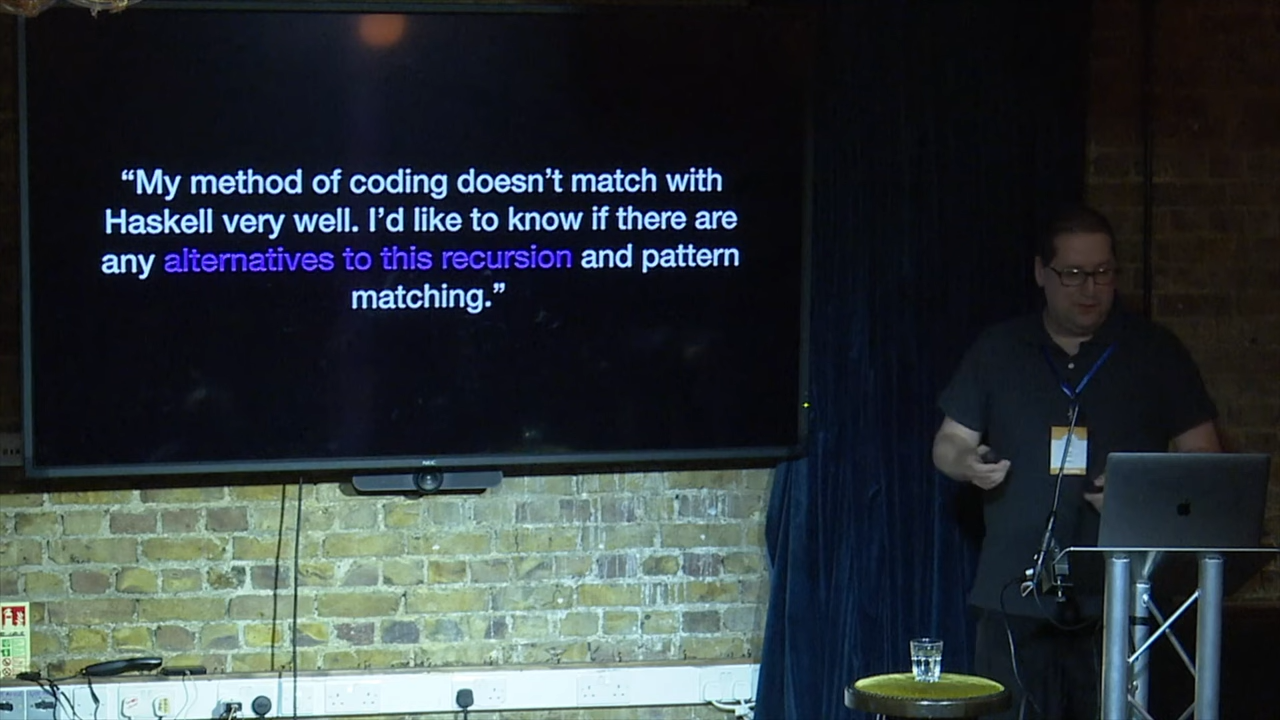 “My method of coding doesn’t match with
Haskell very well. I’d like to know if there are
any alternatives to this recursion and pattern
matching.”
NEC